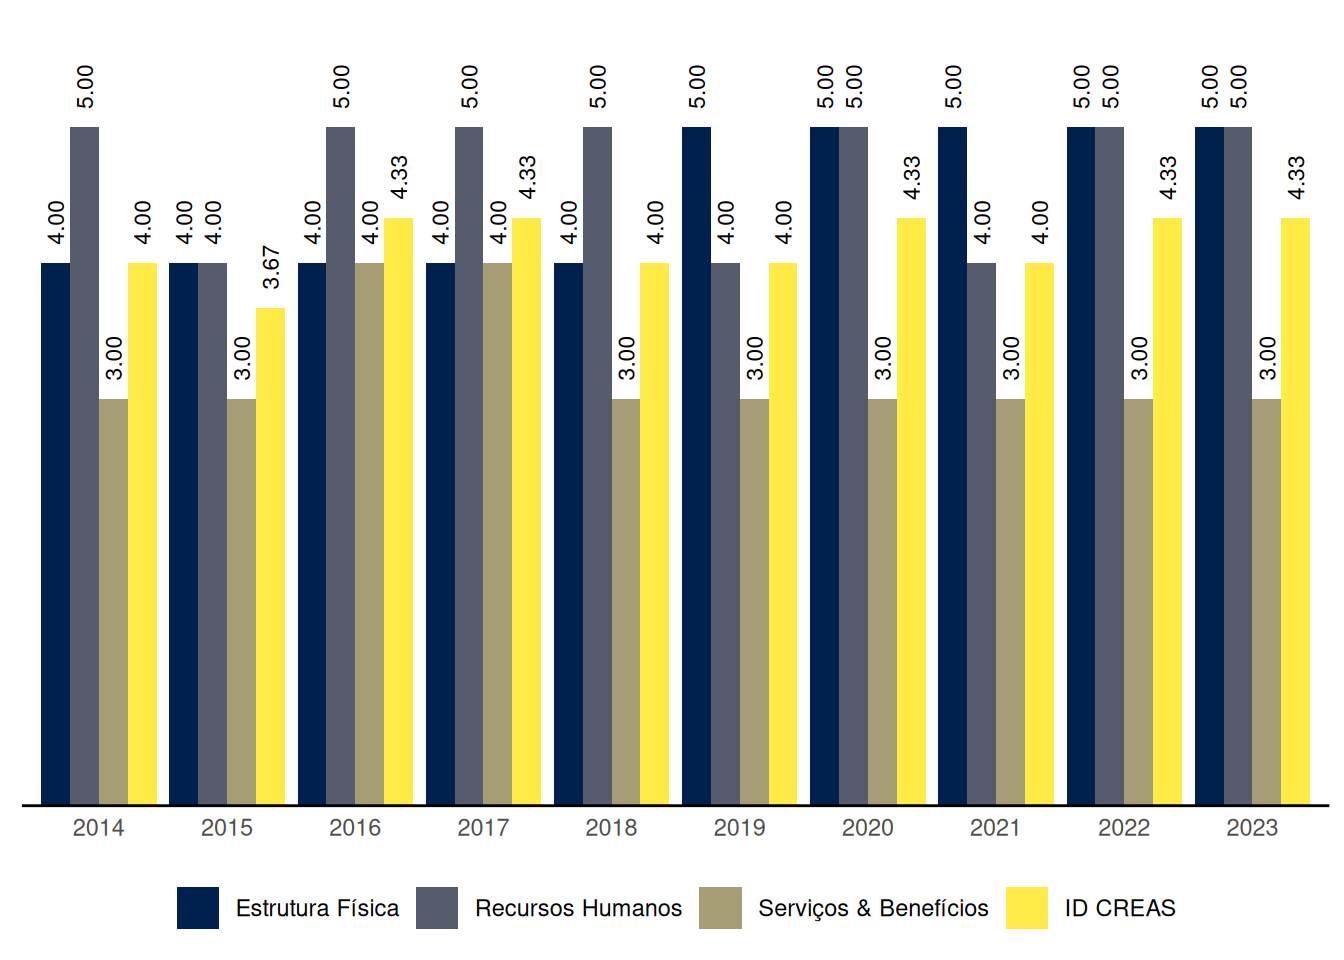 4.00 5.00 3.00 4.00 4.00 4.00 3.00 3.67 4.00 5.00 4.00 4.33 4.00 5.00 4.00 4.33 4.00 5.00 3.00 4.00 5.00 4.00 3.00 4.00 5.00 5.00 3.00 4.33 5.00 4.00 3.00 4.00 5.00 5.00 3.00 4.33 5.00 5.00 3.00 4.33
2014 2015 2016 2017 2018 2019 2020 2021 2022 2023
Estrutura Física Recursos Humanos Serviços & Benefícios ID CREAS